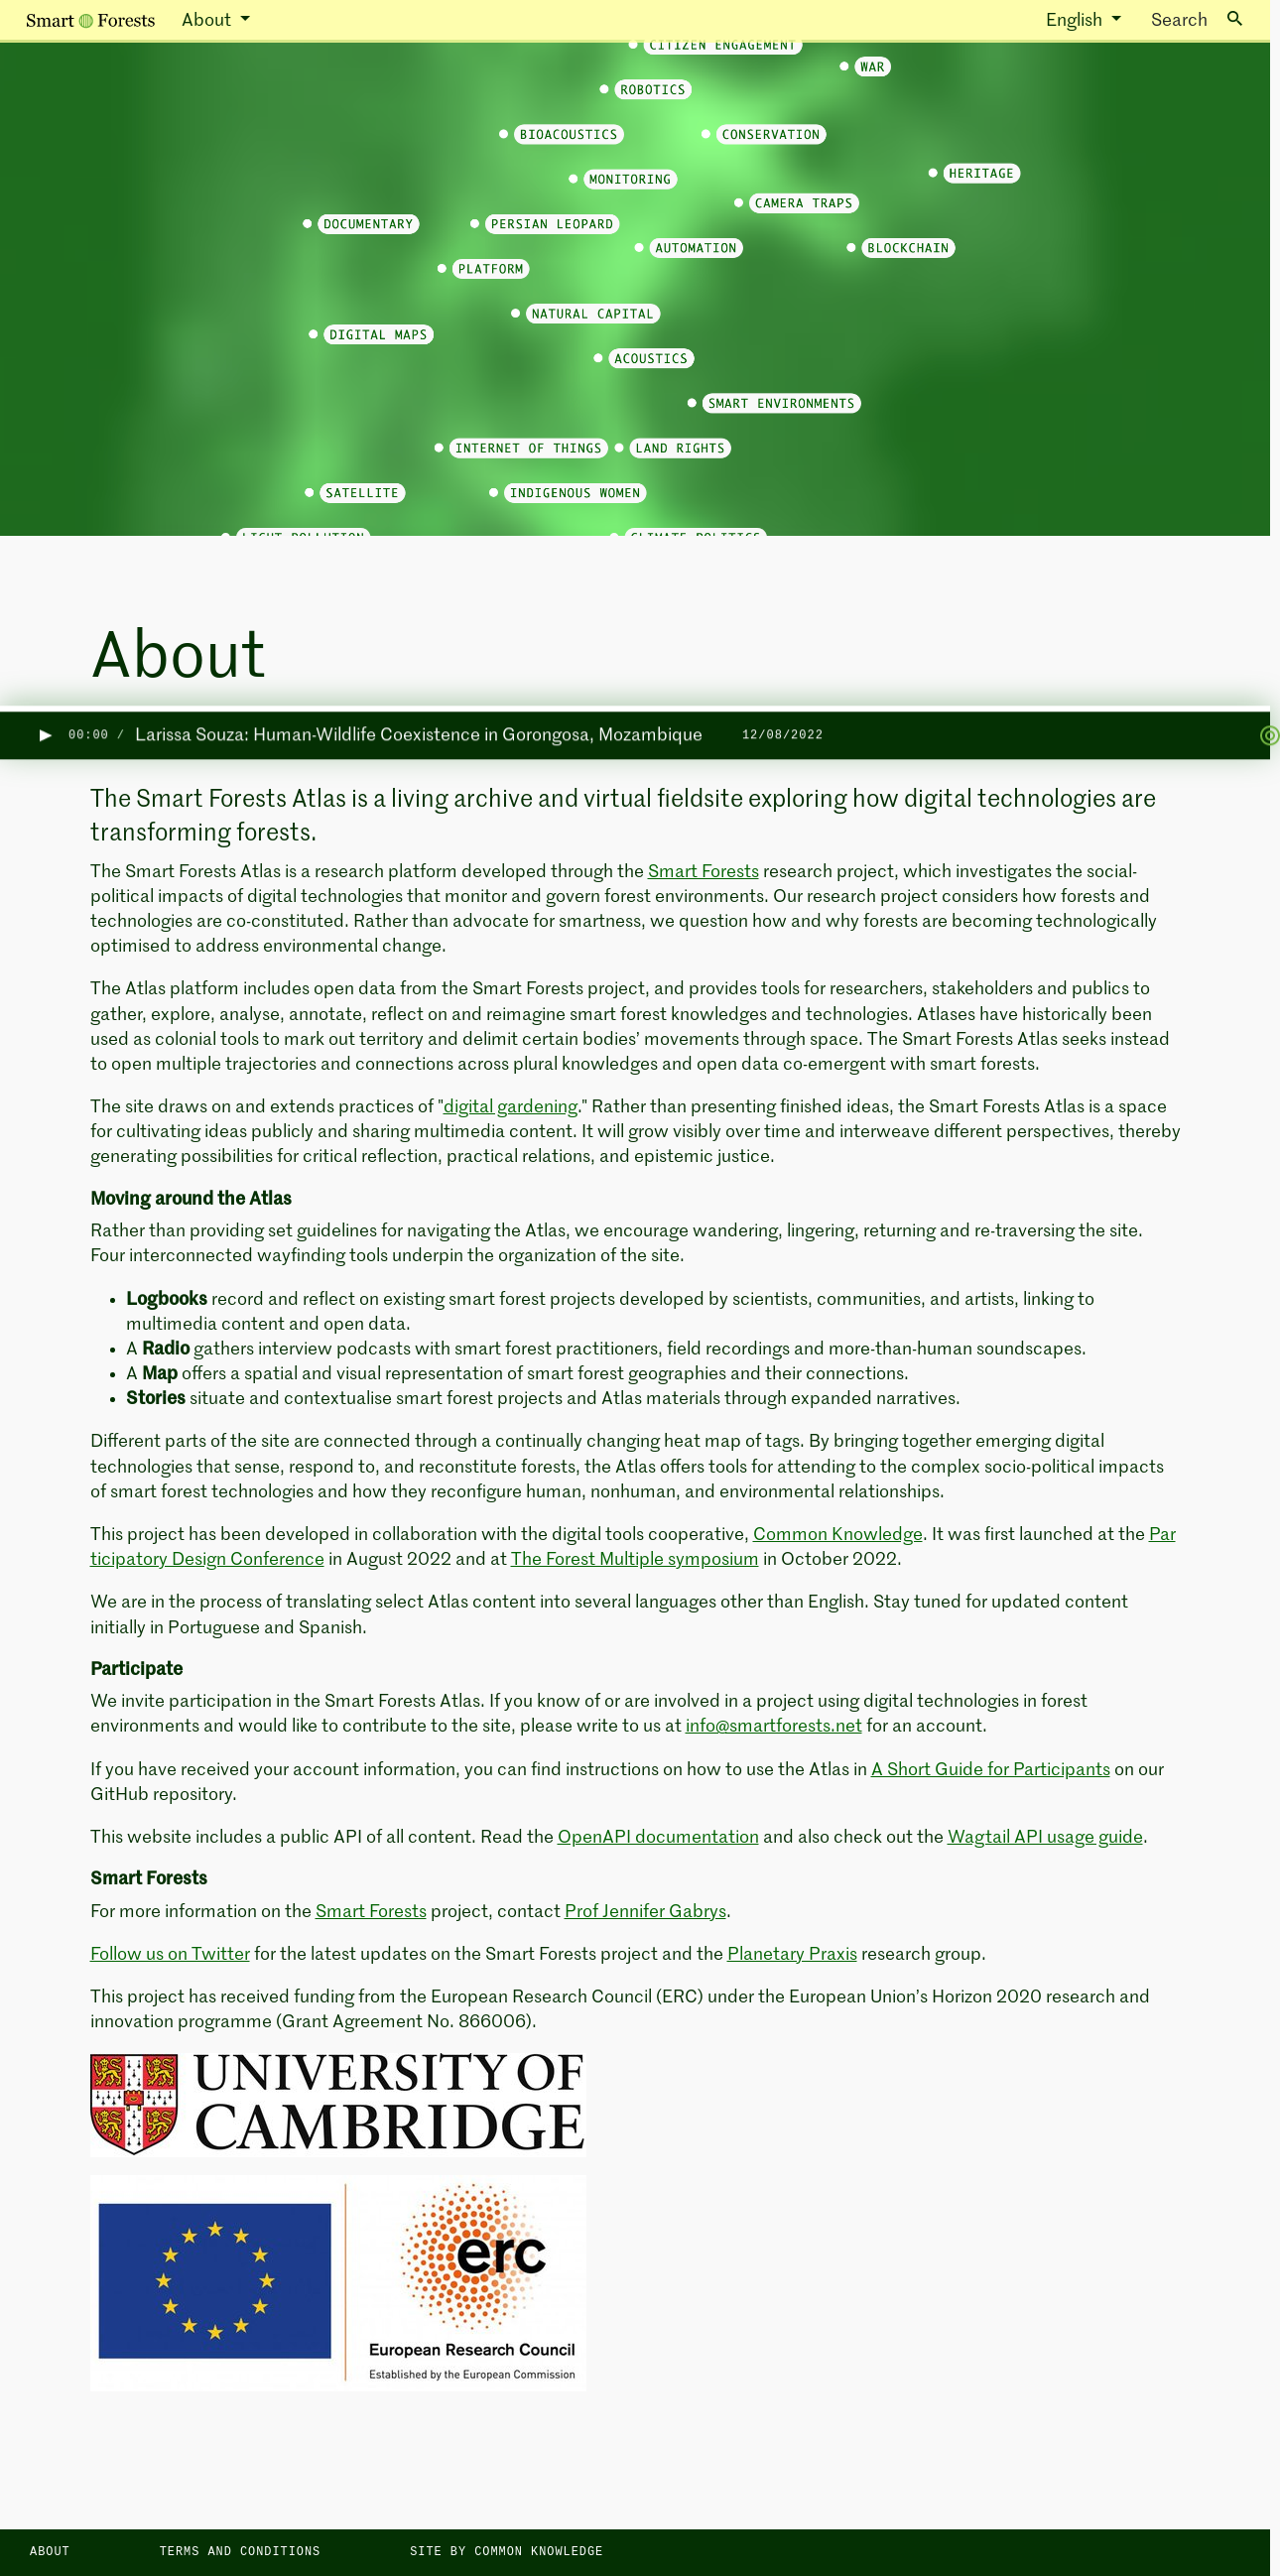 Smart Forests About English Search
CITIZEN ENGAGEMENT
WAR
ROBOTICS
BIOACOUSTICS CONSERVATION
HERITAGE
MONITORING
CAMERA TRAPS
DOCUMENTARY PERSIAN LEOPARD
AUTOMATION BLOCKCHAIN
PLATFORM
NATURAL CAPITAL
DIGITAL MAPS
ACOUSTICS
SMART ENVIRONMENTS
INTERNET OF THINGS LAND RIGHTS
SATELLITE INDIGENOUS WOMEN
LIGHT POLLUTION CLIMATE POLITICS
About
00:00 / Larissa Souza: Human-Wildlife Coexistence in Gorongosa, Mozambique 12/08/2022
The Smart Forests Atlas is a living archive and virtual fieldsite exploring how digital technologies are
transforming forests.
The Smart Forests Atlas is a research platform developed through the Smart Forests research project, which investigates the social-
political impacts of digital technologies that monitor and govern forest environments. Our research project considers how forests and
technologies are co-constituted. Rather than advocate for smartness, we question how and why forests are becoming technologically
optimised to address environmental change.
The Atlas platform includes open data from the Smart Forests project, and provides tools for researchers, stakeholders and publics to
gather, explore, analyse, annotate, reflect on and reimagine smart forest knowledges and technologies. Atlases have historically been
used as colonial tools to mark out territory and delimit certain bodies’ movements through space. The Smart Forests Atlas seeks instead
to open multiple trajectories and connections across plural knowledges and open data co-emergent with smart forests.
The site draws on and extends practices of "digital gardening." Rather than presenting finished ideas, the Smart Forests Atlas is a space
for cultivating ideas publicly and sharing multimedia content. It will grow visibly over time and interweave different perspectives, thereby
generating possibilities for critical reflection, practical relations, and epistemic justice.
Moving around the Atlas
Rather than providing set guidelines for navigating the Atlas, we encourage wandering, lingering, returning and re-traversing the site.
Four interconnected wayfinding tools underpin the organization of the site.
• Logbooks record and reflect on existing smart forest projects developed by scientists, communities, and artists, linking to
multimedia content and open data.
• A Radio gathers interview podcasts with smart forest practitioners, field recordings and more-than-human soundscapes.
• A Map offers a spatial and visual representation of smart forest geographies and their connections.
• Stories situate and contextualise smart forest projects and Atlas materials through expanded narratives.
Different parts of the site are connected through a continually changing heat map of tags. By bringing together emerging digital
technologies that sense, respond to, and reconstitute forests, the Atlas offers tools for attending to the complex socio-political impacts
of smart forest technologies and how they reconfigure human, nonhuman, and environmental relationships.
This project has been developed in collaboration with the digital tools cooperative, Common Knowledge. It was first launched at the Par
ticipatory Design Conference in August 2022 and at The Forest Multiple symposium in October 2022.
We are in the process of translating select Atlas content into several languages other than English. Stay tuned for updated content
initially in Portuguese and Spanish.
Participate
We invite participation in the Smart Forests Atlas. If you know of or are involved in a project using digital technologies in forest
environments and would like to contribute to the site, please write to us at info@smartforests.net for an account.
If you have received your account information, you can find instructions on how to use the Atlas in A Short Guide for Participants on our
GitHub repository.
This website includes a public API of all content. Read the OpenAPI documentation and also check out the Wagtail API usage guide.
Smart Forests
For more information on the Smart Forests project, contact Prof Jennifer Gabrys.
Follow us on Twitter for the latest updates on the Smart Forests project and the Planetary Praxis research group.
This project has received funding from the European Research Council (ERC) under the European Union’s Horizon 2020 research and
innovation programme (Grant Agreement No. 866006).
UNIVERSITY OF
CAMBRIDGE
erc
European Research Council
Established by the European Commission
ABOUT TERMS AND CONDITIONS SITE BY COMMON KNOWLEDGE